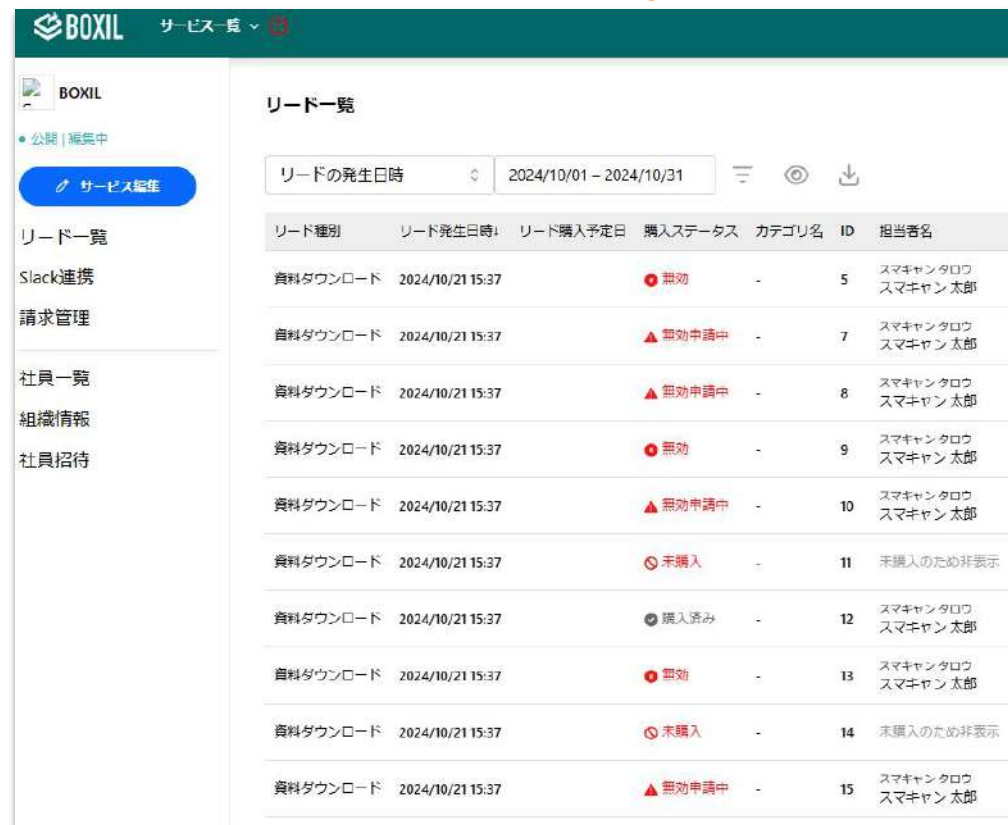 BOXIL サービス一覧
BOXIL
公開 | 編集中
サービス編集
リード一覧
Slack連携
請求管理
社員一覧
組織情報
社員招待
リード一覧
リードの発生日時 2024/10/01 – 2024/10/31
リード種別 リード発生日時↓ リード購入予定日 購入ステータス カテゴリ名 ID 担当者名
スマキャン タロウ
資料ダウンロード 2024/10/21 15:37 無効 - 5 スマキャン 太郎
スマキャン タロウ
資料ダウンロード 2024/10/21 15:37 無効申請中 - 7 スマキャン 太郎
スマキャン タロウ
資料ダウンロード 2024/10/21 15:37 無効申請中 - 8 スマキャン 太郎
スマキャン タロウ
資料ダウンロード 2024/10/21 15:37 無効 - 9 スマキャン 太郎
スマキャン タロウ
資料ダウンロード 2024/10/21 15:37 無効申請中 - 10 スマキャン 太郎
資料ダウンロード 2024/10/21 15:37 未購入 - 11 未購入のため非表示
スマキャン タロウ
資料ダウンロード 2024/10/21 15:37 購入済み - 12 スマキャン 太郎
スマキャン タロウ
資料ダウンロード 2024/10/21 15:37 無効 - 13 スマキャン 太郎
資料ダウンロード 2024/10/21 15:37 未購入 - 14 未購入のため非表示
スマキャン タロウ
資料ダウンロード 2024/10/21 15:37 無効申請中 - 15 スマキャン 太郎